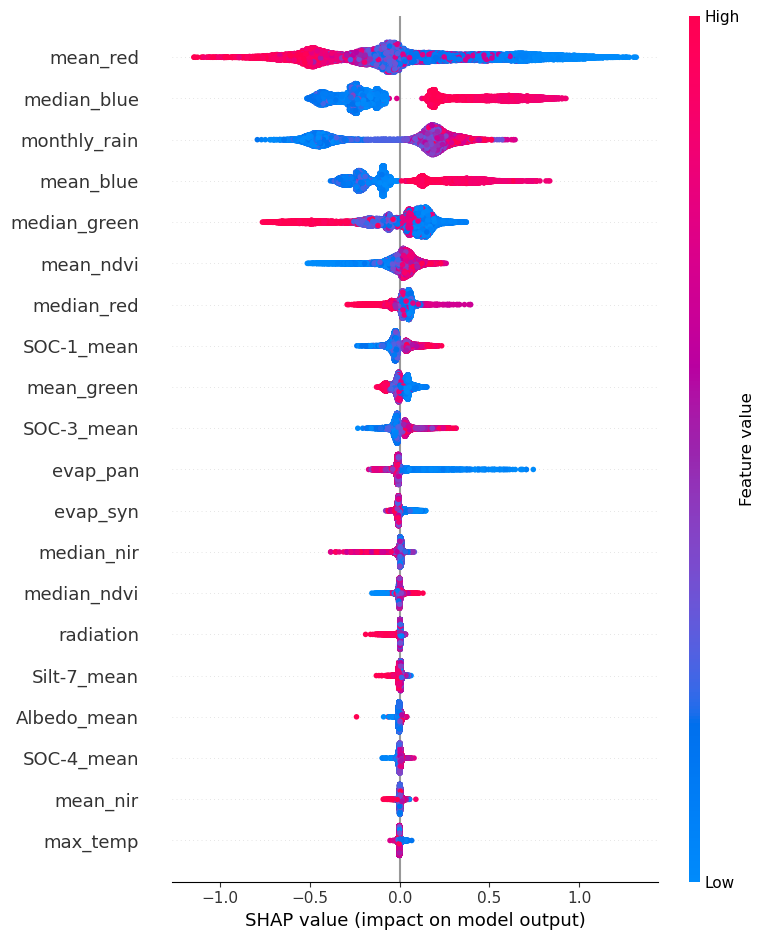 High
mean_red
median_blue
monthly_rain
mean_blue
median_green
mean_ndvi
median_red
SOC-1_mean
mean_green
SOC-3_mean
evap_pan
evap_syn
median_nir
median_ndvi
radiation
Silt-7_mean
Albedo_mean
SOC-4_mean
mean_nir
max_temp
Feature value
Low
−1.0 −0.5 0.0 0.5 1.0
SHAP value (impact on model output)